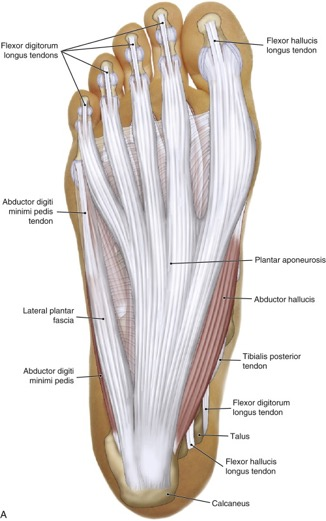 Flexor digitorum
longus tendons
Flexor hallucis
longus tendon
Abductor digiti
minimi pedis
tendon
Plantar aponeurosis
Abductor hallucis
Lateral plantar
fascia
Tibialis posterior
tendon
Abductor digiti
minimi pedis
Flexor digitorum
longus tendon
Talus
Flexor hallucis
longus tendon
Calcaneus
A